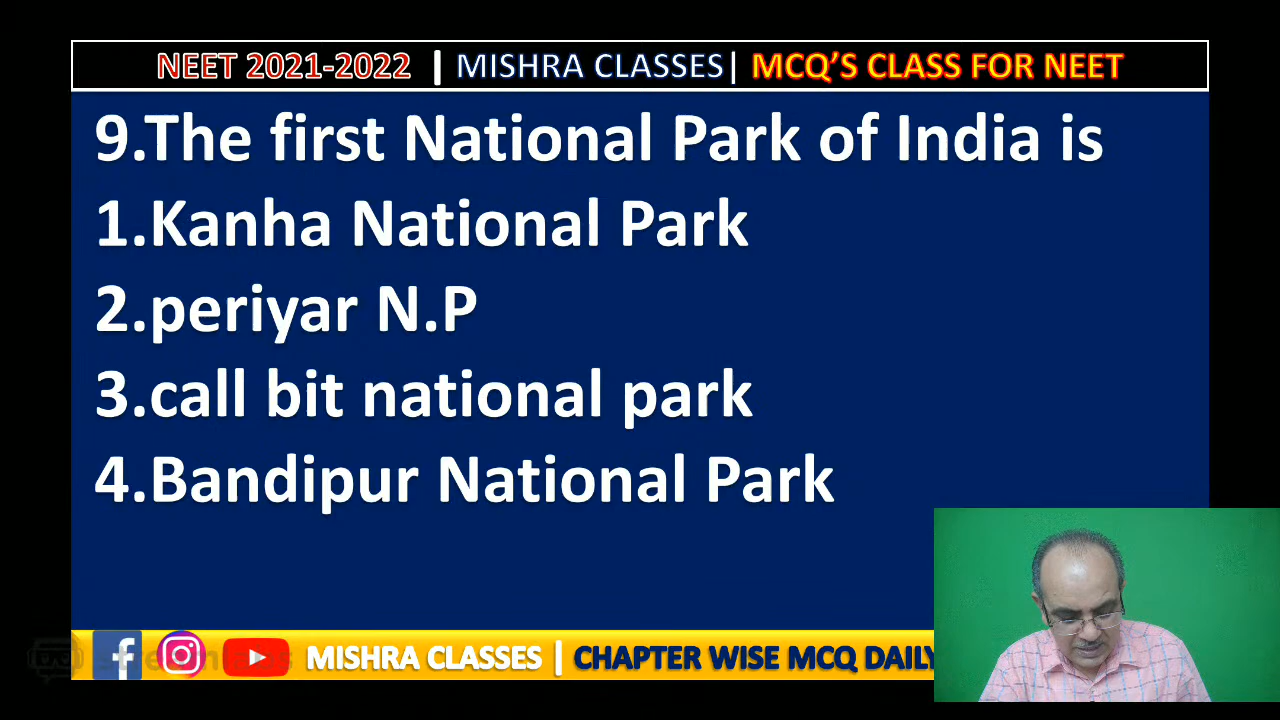 NEET 2021-2022 | MISHRA CLASSES| MCQ'S CLASS FOR NEET
9.The first National Park of India is
1.Kanha National Park
2.periyar N.P
3.call bit national park
4.Bandipur National Park
MISHRA CLASSES | CHAPTER WISE MCQ DAILY